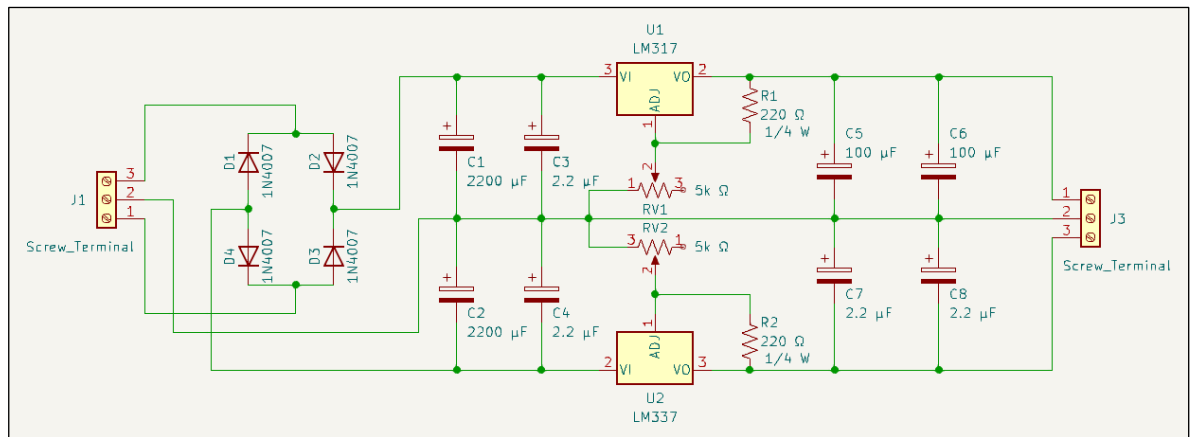 U1
LM317
3
VI
VO
2
ADJ
1
R1
220 Ω
1/4 W
D1
1N4007
D2
1N4007
+
C1
2200 µF
+
C3
2.2 µF
+
C5
100 µF
+
C6
100 µF
J1
3
2
1
Screw_Terminal
2
1
3
5k Ω
RV1
RV2
3
1
5k Ω
2
1
2
3
J3
Screw_Terminal
D4
1N4007
D3
1N4007
+
C2
2200 µF
+
C4
2.2 µF
+
C7
2.2 µF
+
C8
2.2 µF
1
ADJ
R2
220 Ω
1/4 W
2
VI
VO
3
U2
LM337